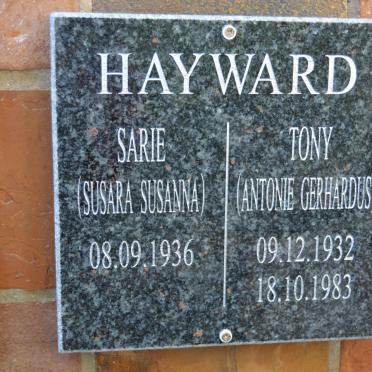 HAYWARD
SARIE
(SUSARA SUSANNA)
08.09.1936
TONY
(ANTONIE GERHARDUS
09.12.1932
18.10.1983